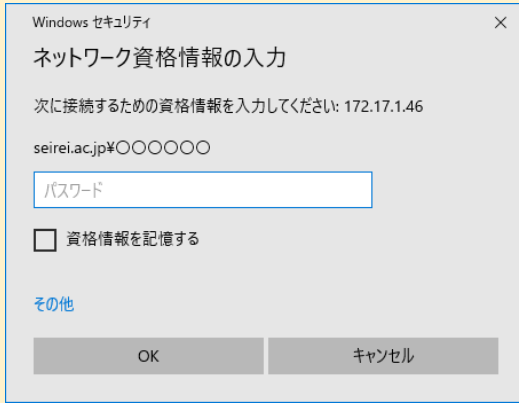 Windows セキュリティ
ネットワーク資格情報の入力
次に接続するための資格情報を入力してください: 172.17.1.46
seirei.ac.jp¥〇〇〇〇〇〇
パスワード
資格情報を記憶する
その他
OK
キャンセル